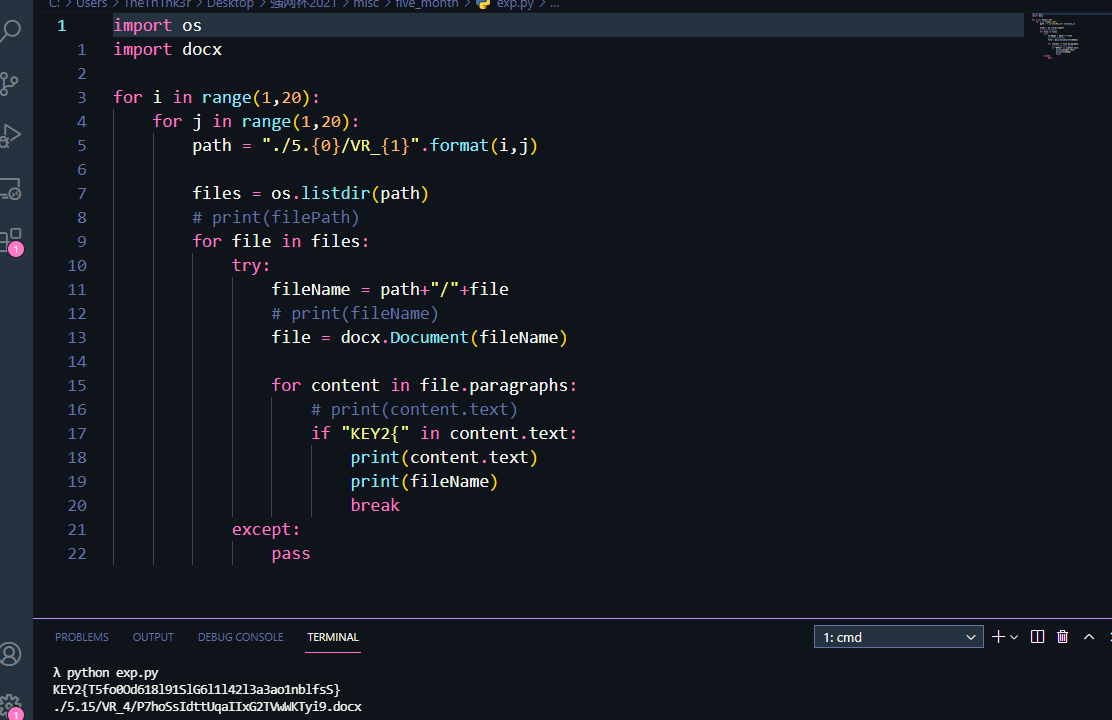 C: > Users > TheTh1nk3r > Desktop > 强网杯2021 > misc > five_month > exp.py > ...
1 import os
1 import docx
2
3 for i in range(1,20):
4 for j in range(1,20):
5 path = "./5.{0}/VR_{1}".format(i,j)
6
7 files = os.listdir(path)
8 # print(filePath)
9 for file in files:
10 try:
11 fileName = path+"/"+file
12 # print(fileName)
13 file = docx.Document(fileName)
14
15 for content in file.paragraphs:
16 # print(content.text)
17 if "KEY2{" in content.text:
18 print(content.text)
19 print(fileName)
20 break
21 except:
22 pass
PROBLEMS OUTPUT DEBUG CONSOLE TERMINAL 1: cmd
λ python exp.py
KEY2{T5fo0Od618l91SlG6l1l42l3a3ao1nblfsS}
./5.15/VR_4/P7hoSsIdttUqaIIxG2TVwWKTyi9.docx
1
1